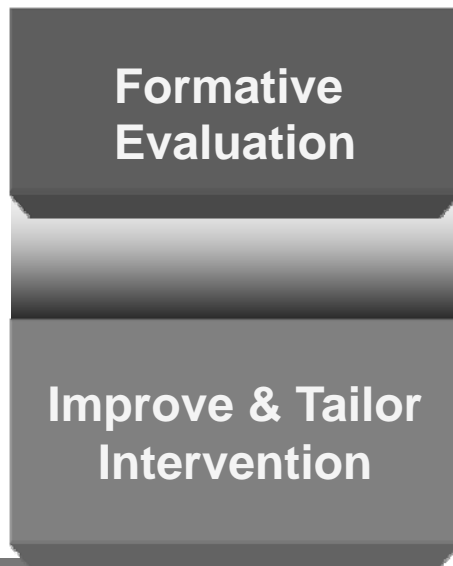 Formative
Evaluation
Improve & Tailor
Intervention